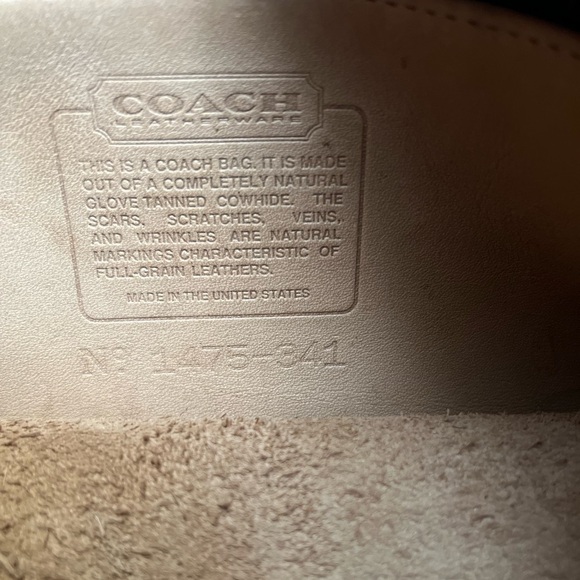 COACH
LEATHERWARE
THIS IS A COACH BAG. IT IS MADE
OUT OF A COMPLETELY NATURAL
GLOVE TANNED COWHIDE. THE
SCARS, SCRATCHES, VEINS,
AND WRINKLES ARE NATURAL
MARKINGS CHARACTERISTIC OF
FULL-GRAIN LEATHERS.
MADE IN THE UNITED STATES
Nº 1475-341